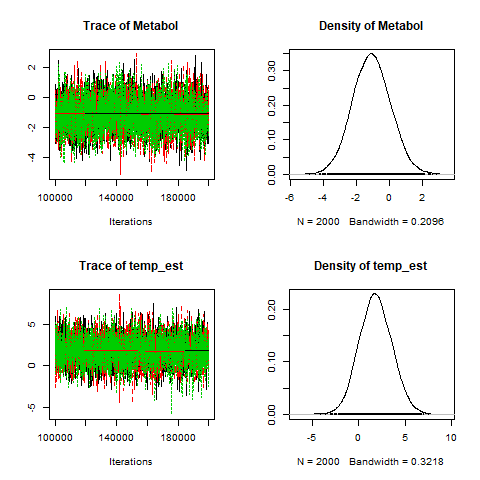 Trace of Metabol
2
0
-2
-4
100000 140000 180000
Iterations
Density of Metabol
0.30
0.20
0.10
0.00
-6 -4 -2 0 2
N = 2000 Bandwidth = 0.2096
Trace of temp_est
5
0
-5
100000 140000 180000
Iterations
Density of temp_est
0.20
0.10
0.00
-5 0 5 10
N = 2000 Bandwidth = 0.3218